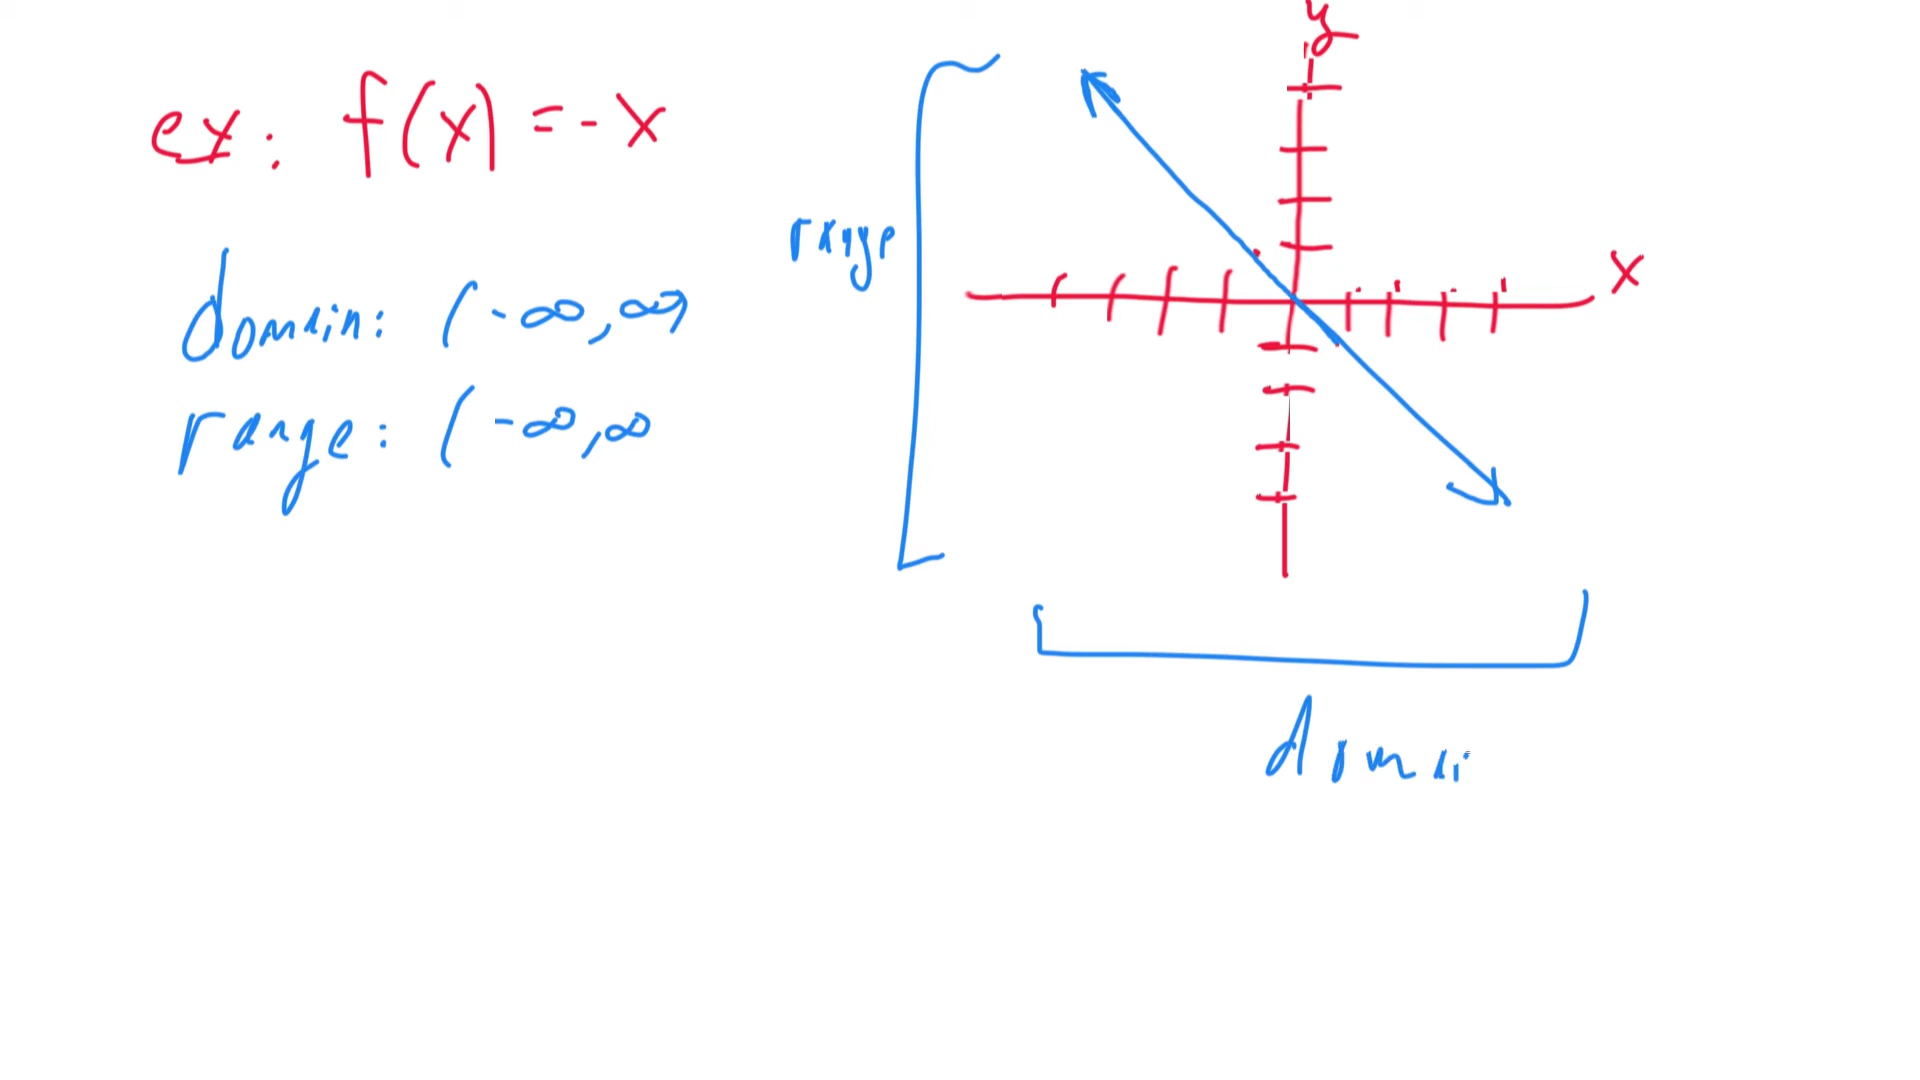 ex: f(x) = -x
domain: (-∞, ∞)
range: (-∞, ∞
range
y
x
domai